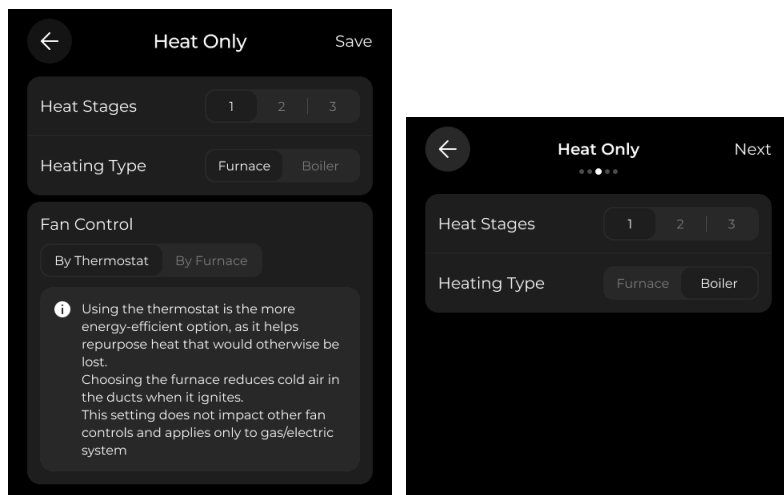 Heat Only Save
Heat Stages 1 2 3
Heating Type Furnace Boiler
Fan Control
By Thermostat By Furnace
Using the thermostat is the more
energy-efficient option, as it helps
repurpose heat that would otherwise be
lost.
Choosing the furnace reduces cold air in
the ducts when it ignites.
This setting does not impact other fan
controls and applies only to gas/electric
system
Heat Only Next
Heat Stages 1 2 3
Heating Type Furnace Boiler